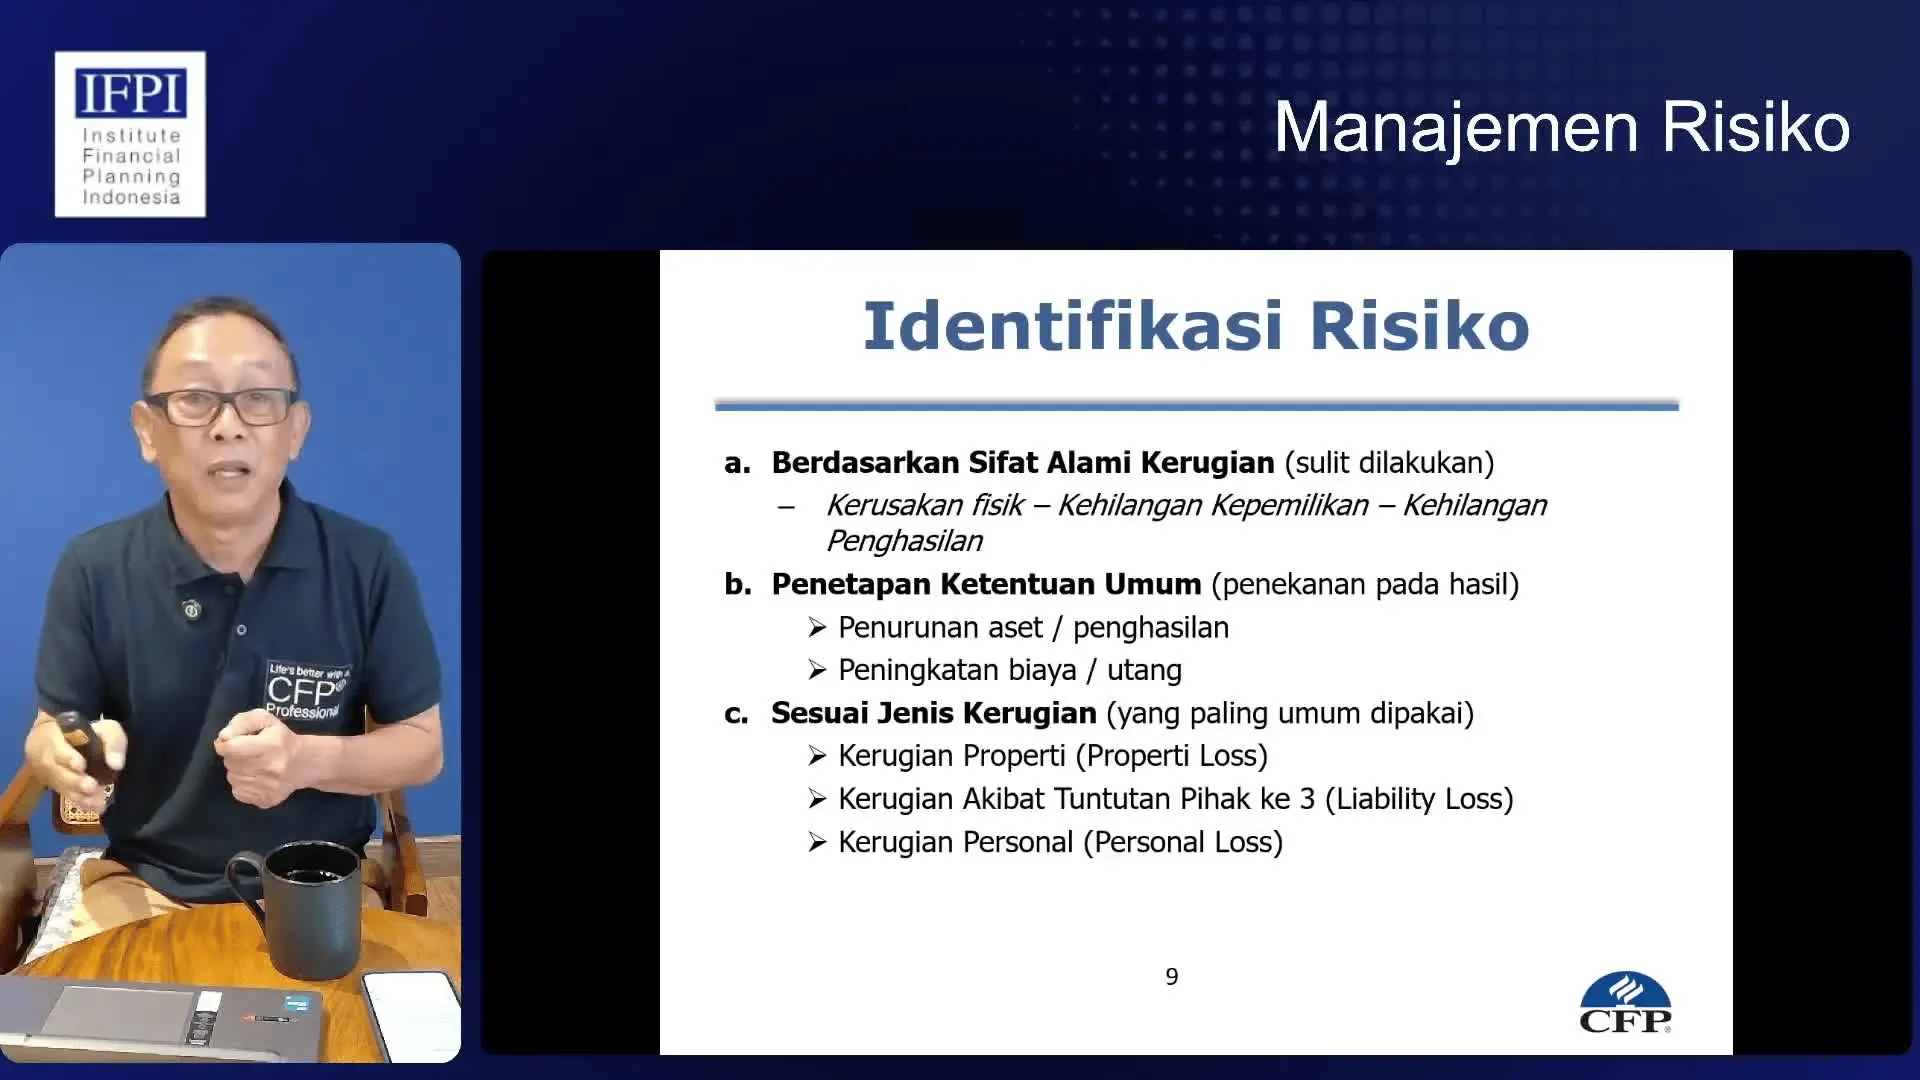 IFPI
Institute
Financial
Planning
Indonesia
Manajemen Risiko
Life's better with
CFP®
Professional
Identifikasi Risiko
a. Berdasarkan Sifat Alami Kerugian (sulit dilakukan)
– Kerusakan fisik – Kehilangan Kepemilikan – Kehilangan
Penghasilan
b. Penetapan Ketentuan Umum (penekanan pada hasil)
➢ Penurunan aset / penghasilan
➢ Peningkatan biaya / utang
c. Sesuai Jenis Kerugian (yang paling umum dipakai)
➢ Kerugian Properti (Properti Loss)
➢ Kerugian Akibat Tuntutan Pihak ke 3 (Liability Loss)
➢ Kerugian Personal (Personal Loss)
9
CFP®